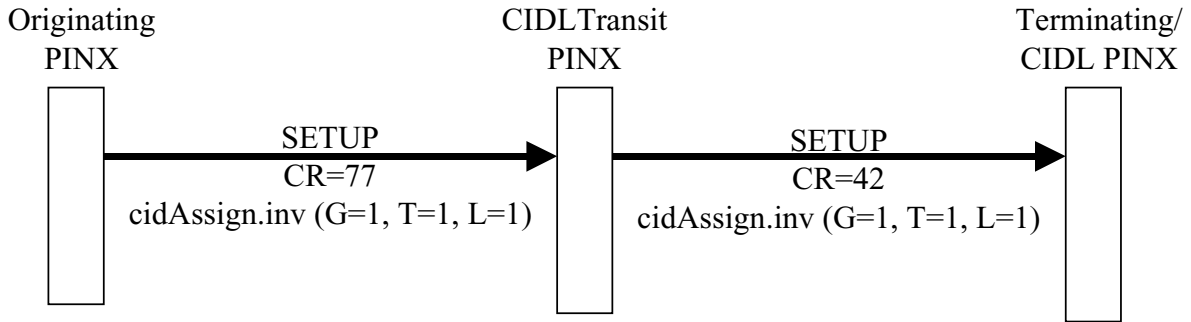 Originating
PINX
CIDLTransit
PINX
Terminating/
CIDL PINX
SETUP
CR=77
cidAssign.inv (G=1, T=1, L=1)
SETUP
CR=42
cidAssign.inv (G=1, T=1, L=1)